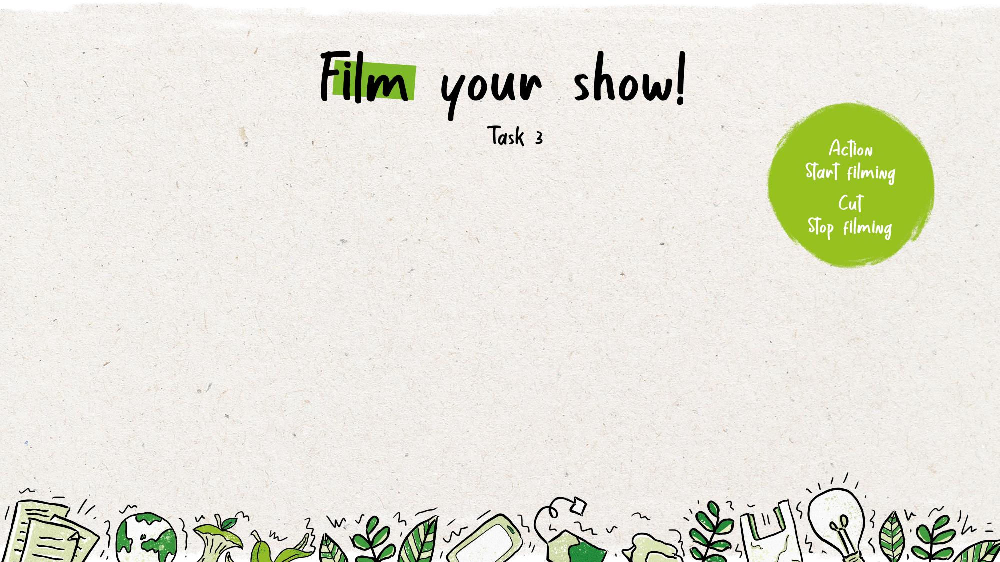 Film your show!
Task 3
Action
Start filming
Cut
Stop filming